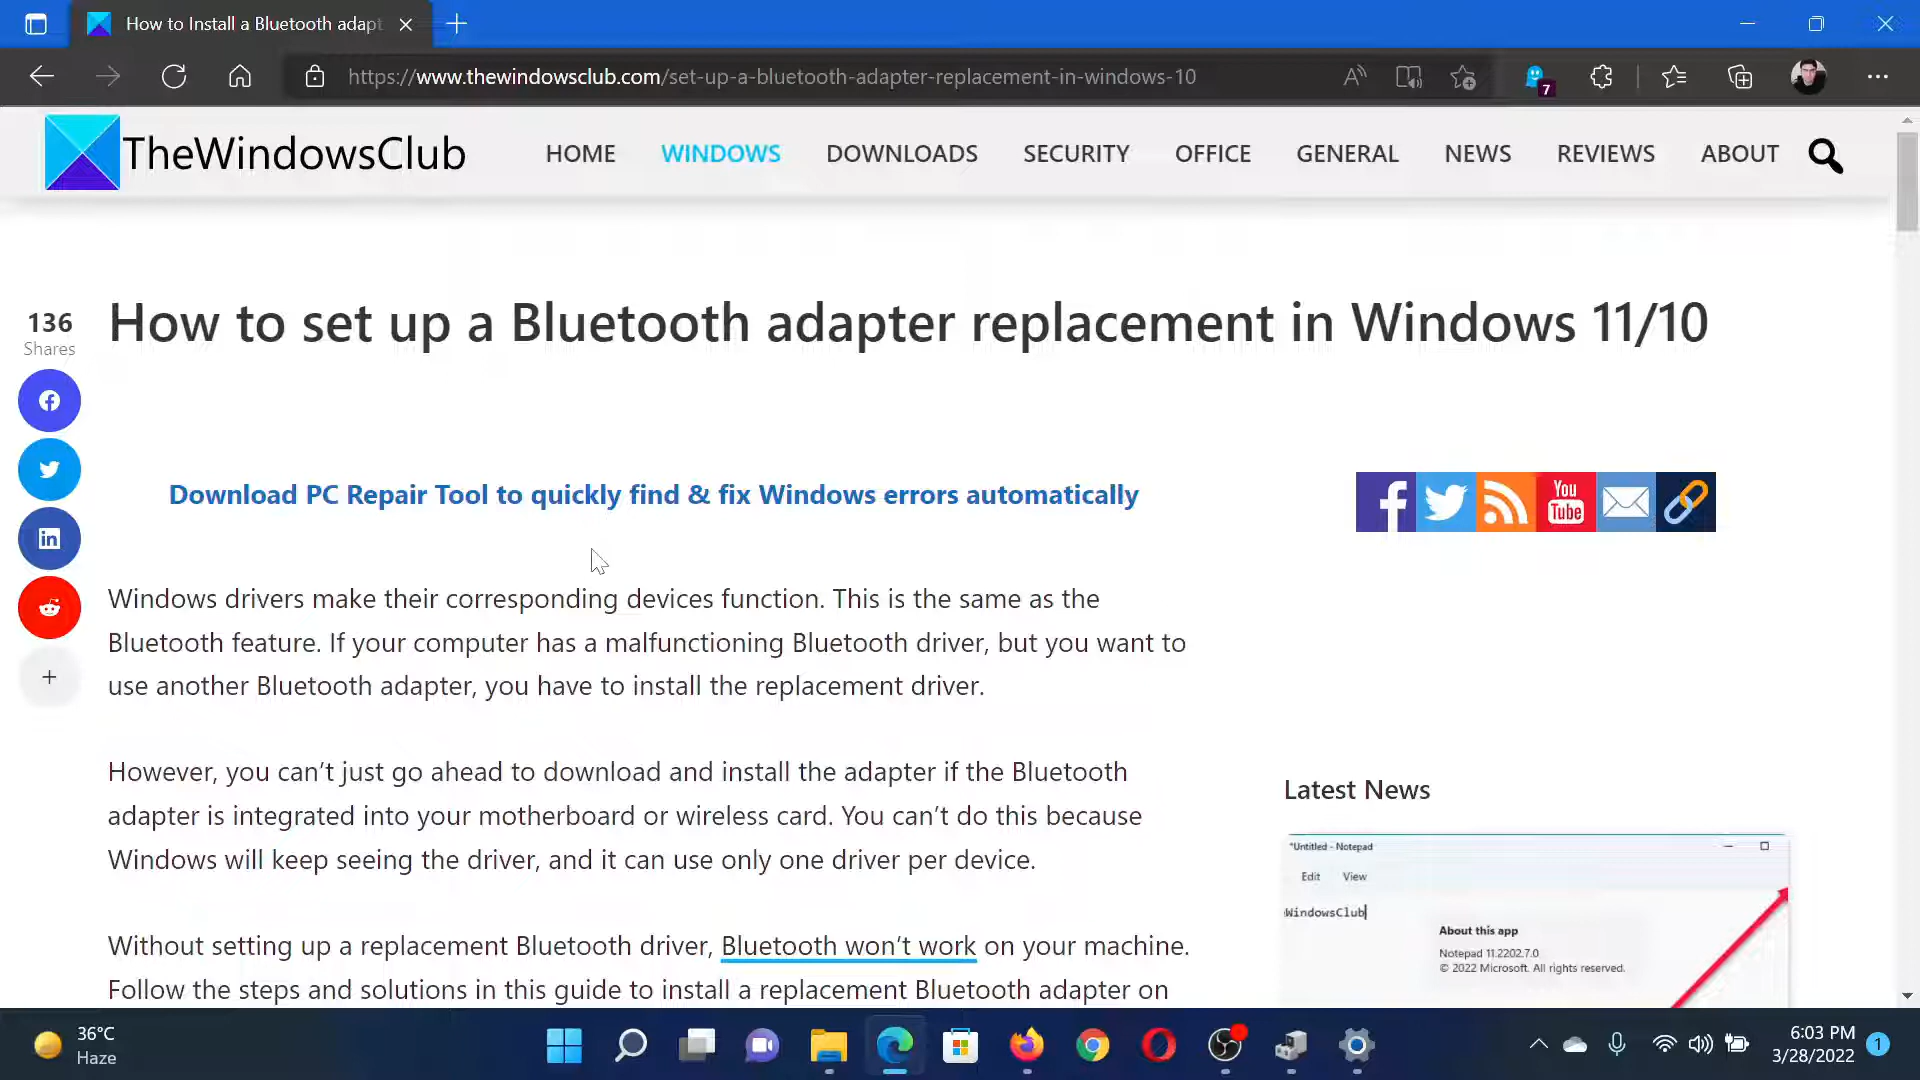 How to Install a Bluetooth adapt
https://www.thewindowsclub.com/set-up-a-bluetooth-adapter-replacement-in-windows-10
7
TheWindowsClub
HOME WINDOWS DOWNLOADS SECURITY OFFICE GENERAL NEWS REVIEWS ABOUT
136
Shares
How to set up a Bluetooth adapter replacement in Windows 11/10
Download PC Repair Tool to quickly find & fix Windows errors automatically
You
Tube
Windows drivers make their corresponding devices function. This is the same as the
Bluetooth feature. If your computer has a malfunctioning Bluetooth driver, but you want to
use another Bluetooth adapter, you have to install the replacement driver.
However, you can’t just go ahead to download and install the adapter if the Bluetooth
adapter is integrated into your motherboard or wireless card. You can’t do this because
Windows will keep seeing the driver, and it can use only one driver per device.
Without setting up a replacement Bluetooth driver, Bluetooth won’t work on your machine.
Follow the steps and solutions in this guide to install a replacement Bluetooth adapter on
Latest News
*Untitled - Notepad
Edit View
WindowsClub
About this app
Notepad 11.2202.7.0
© 2022 Microsoft. All rights reserved.
36°C
Haze
6:03 PM
3/28/2022
1